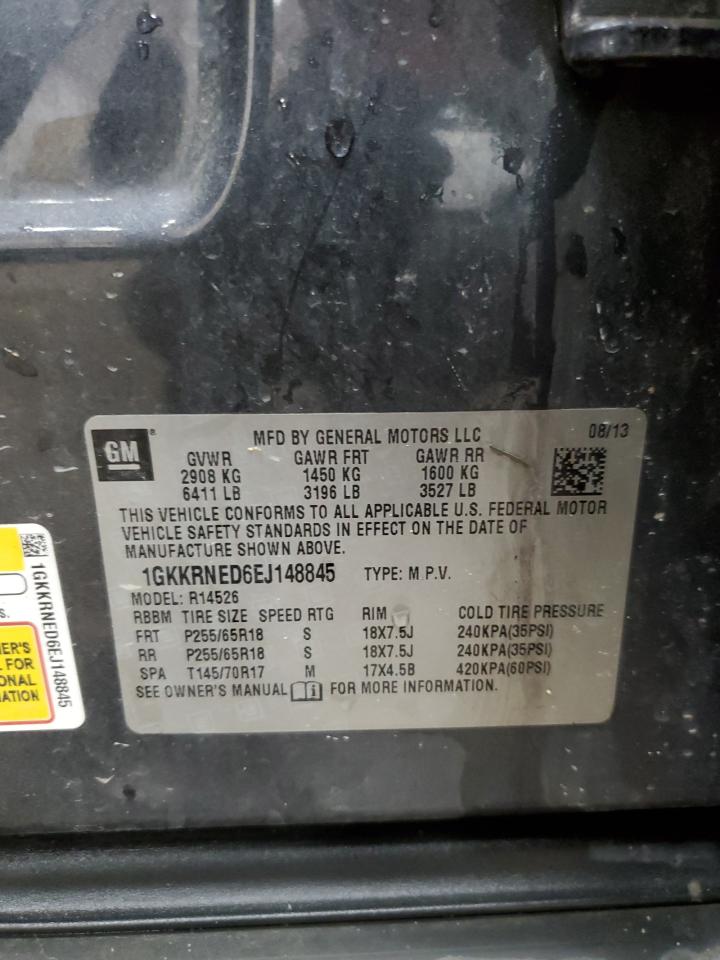 GM
MFD BY GENERAL MOTORS LLC 08/13
GVWR GAWR FRT GAWR RR
2908 KG 1450 KG 1600 KG
6411 LB 3196 LB 3527 LB
THIS VEHICLE CONFORMS TO ALL APPLICABLE U.S. FEDERAL MOTOR
VEHICLE SAFETY STANDARDS IN EFFECT ON THE DATE OF
MANUFACTURE SHOWN ABOVE.
1GKKRNED6EJ148845 TYPE: M.P.V.
MODEL: R14526
RBBM TIRE SIZE SPEED RTG RIM COLD TIRE PRESSURE
FRT P255/65R18 S 18X7.5J 240KPA(35PSI)
RR P255/65R18 S 18X7.5J 240KPA(35PSI)
SPA T145/70R17 M 17X4.5B 420KPA(60PSI)
SEE OWNER'S MANUAL FOR MORE INFORMATION.
1GKKRNED6EJ148845
FOR